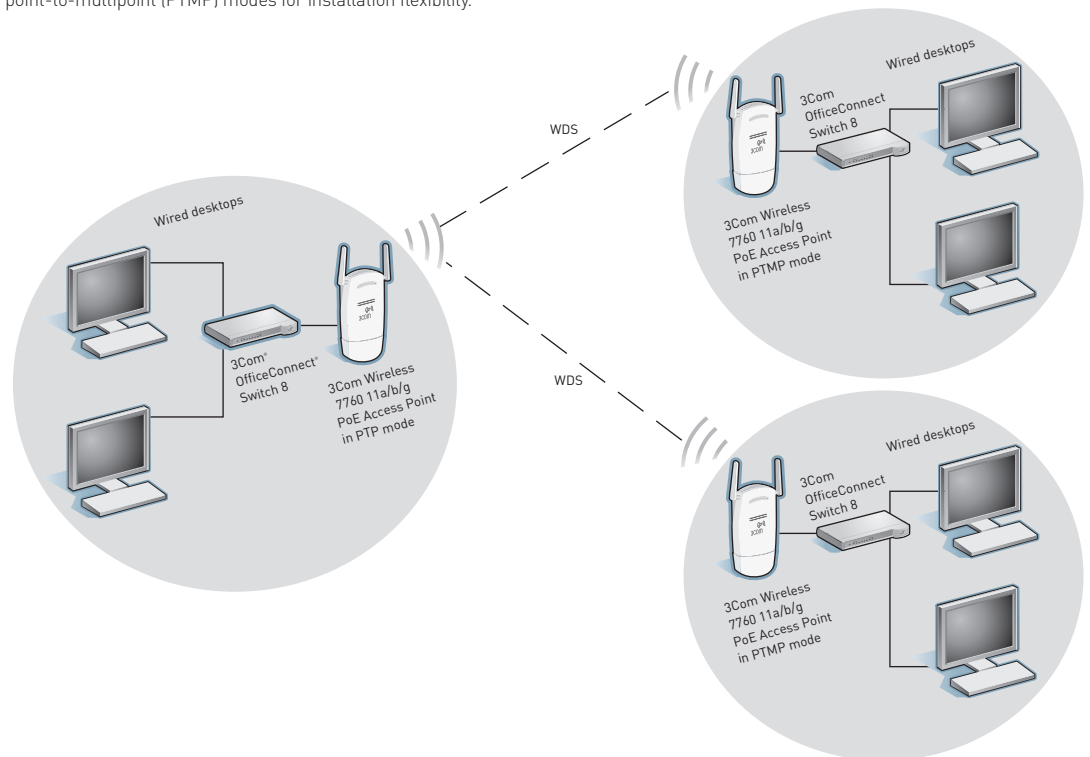 point-to-multipoint (PTMP) modes for installation flexibility.
Wired desktops
3Com®
OfficeConnect®
Switch 8
3Com Wireless
7760 11a/b/g
PoE Access Point
in PTP mode
3COM
WDS
WDS
Wired desktops
3Com
OfficeConnect
Switch 8
3COM
3Com Wireless
7760 11a/b/g
PoE Access Point
in PTMP mode
Wired desktops
3Com
OfficeConnect
Switch 8
3COM
3Com Wireless
7760 11a/b/g
PoE Access Point
in PTMP mode